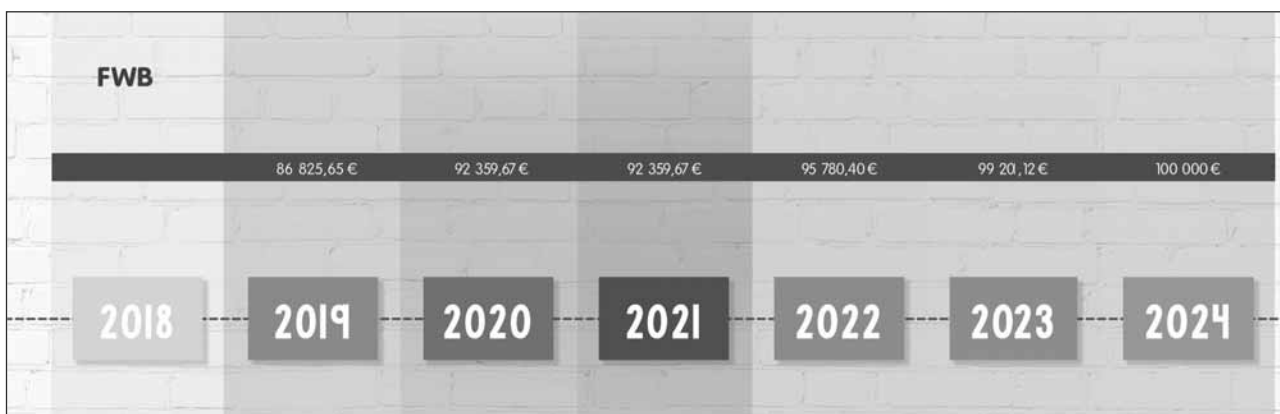 FWB
86 825,65 € 92 359,67 € 92 359,67 € 95 780,40 € 99 20,12 € 100 000 €
2018 2019 2020 2021 2022 2023 2024